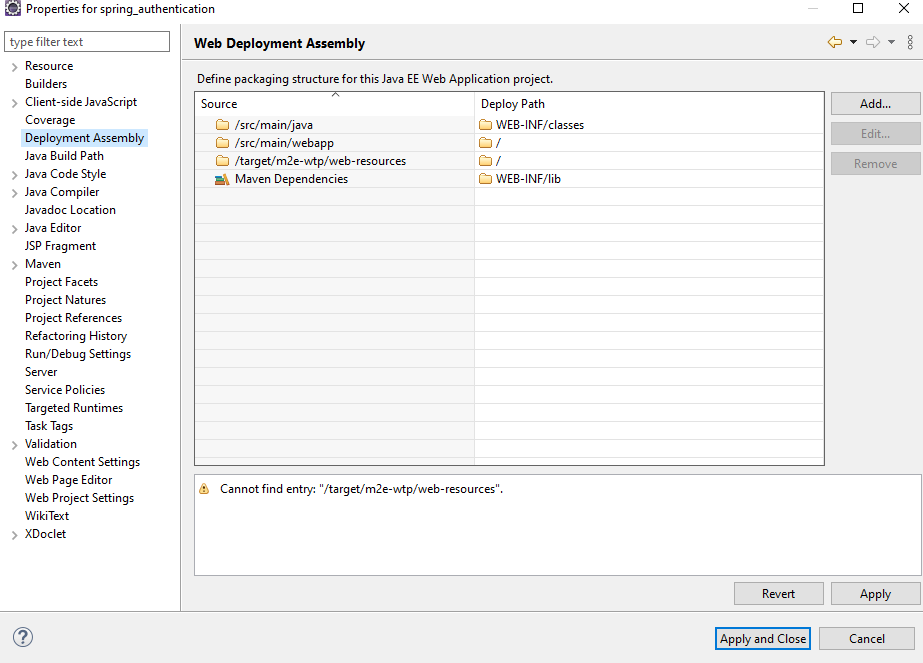 Properties for spring_authentication
type filter text
Resource
Builders
Client-side JavaScript
Coverage
Deployment Assembly
Java Build Path
Java Code Style
Java Compiler
Javadoc Location
Java Editor
JSP Fragment
Maven
Project Facets
Project Natures
Project References
Refactoring History
Run/Debug Settings
Server
Service Policies
Targeted Runtimes
Task Tags
Validation
Web Content Settings
Web Page Editor
Web Project Settings
WikiText
XDoclet
Web Deployment Assembly
Define packaging structure for this Java EE Web Application project.
Source Deploy Path
/src/main/java WEB-INF/classes
/src/main/webapp /
/target/m2e-wtp/web-resources /
Maven Dependencies WEB-INF/lib
Add...
Edit...
Remove
Cannot find entry: "/target/m2e-wtp/web-resources".
Revert Apply
? Apply and Close Cancel